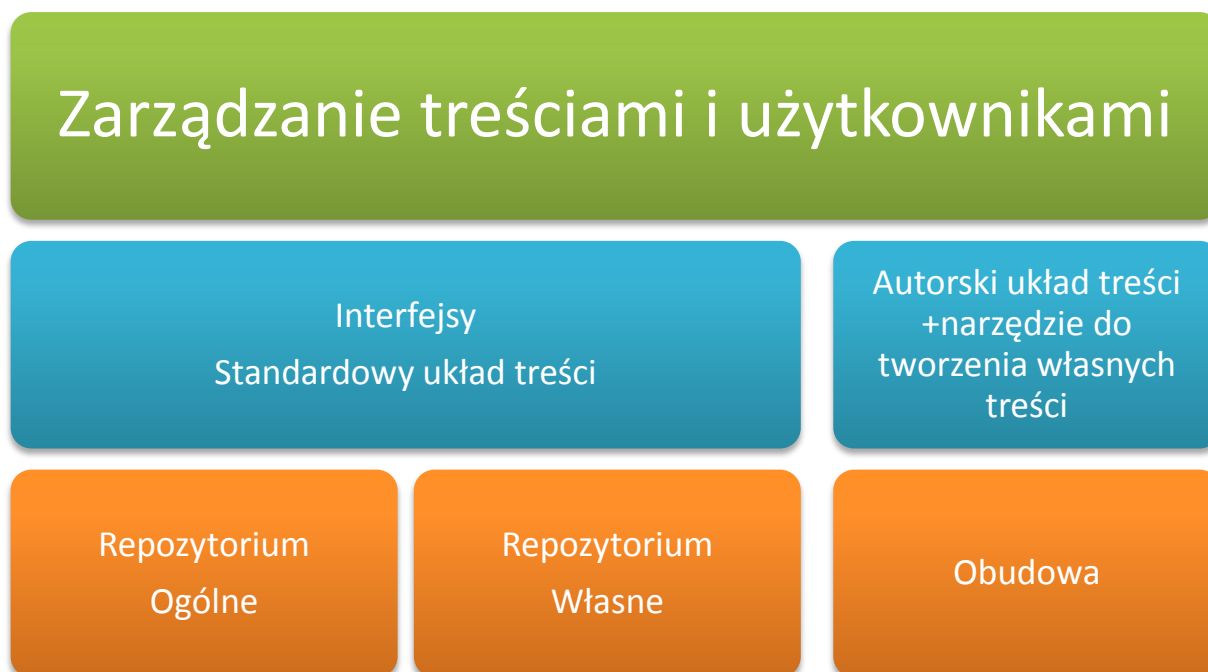 Zarządzanie treściami i użytkownikami
Interfejsy
Standardowy układ treści
Autorski układ treści
+narzędzie do
tworzenia własnych
treści
Repozytorium
Ogólne
Repozytorium
Własne
Obudowa